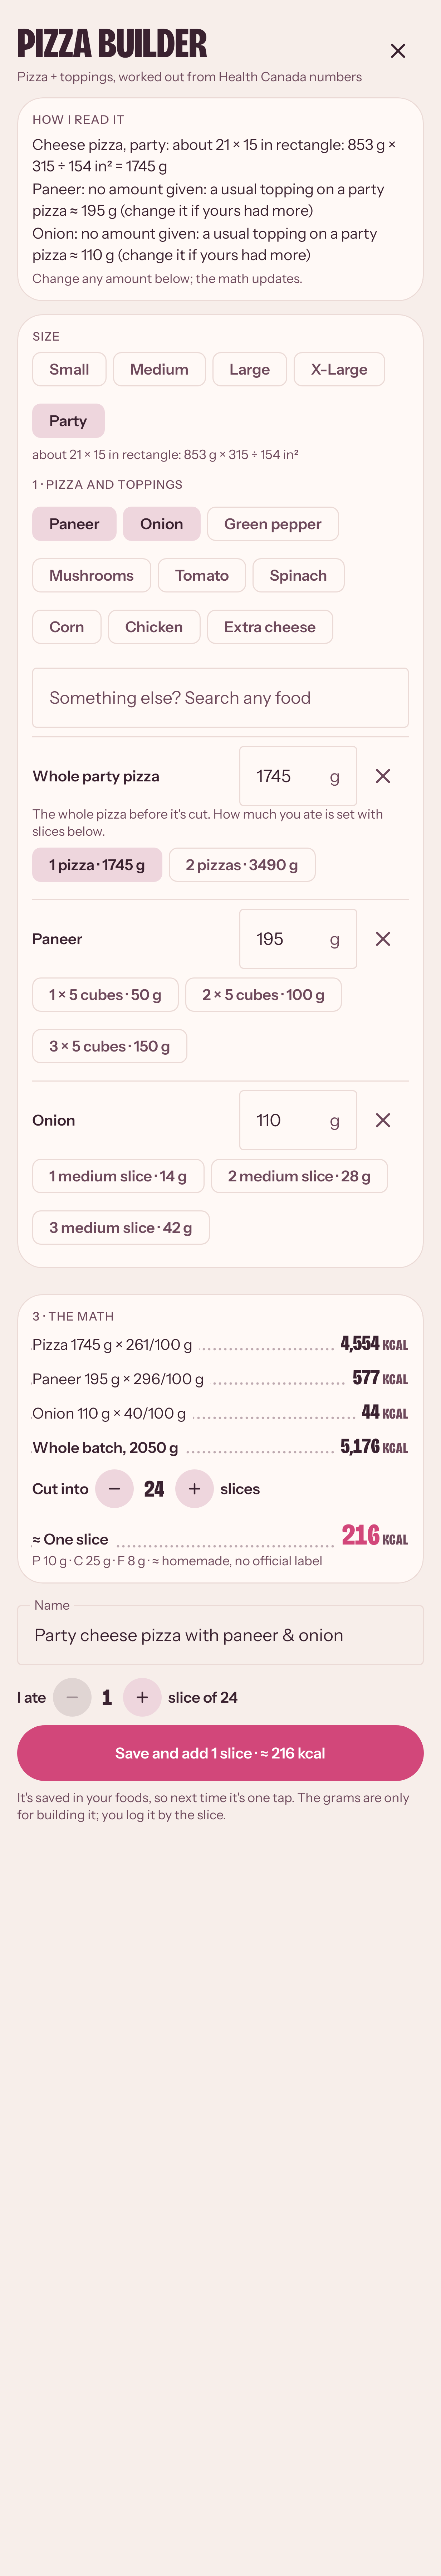 PIZZA BUILDER
Pizza + toppings, worked out from Health Canada numbers
HOW I READ IT
Cheese pizza, party: about 21 × 15 in rectangle: 853 g ×
315 ÷ 154 in² = 1745 g
Paneer: no amount given: a usual topping on a party
pizza ≈ 195 g (change it if yours had more)
Onion: no amount given: a usual topping on a party
pizza ≈ 110 g (change it if yours had more)
Change any amount below; the math updates.
SIZE
Small Medium Large X-Large
Party
about 21 × 15 in rectangle: 853 g × 315 ÷ 154 in²
1 · PIZZA AND TOPPINGS
Paneer Onion Green pepper
Mushrooms Tomato Spinach
Corn Chicken Extra cheese
Something else? Search any food
Whole party pizza 1745 g
The whole pizza before it's cut. How much you ate is set with
slices below.
1 pizza · 1745 g 2 pizzas · 3490 g
Paneer 195 g
1 × 5 cubes · 50 g 2 × 5 cubes · 100 g
3 × 5 cubes · 150 g
Onion 110 g
1 medium slice · 14 g 2 medium slice · 28 g
3 medium slice · 42 g
3 · THE MATH
Pizza 1745 g × 261/100 g 4,554 KCAL
Paneer 195 g × 296/100 g 577 KCAL
Onion 110 g × 40/100 g 44 KCAL
Whole batch, 2050 g 5,176 KCAL
Cut into − 24 + slices
≈ One slice 216 KCAL
P 10 g · C 25 g · F 8 g · ≈ homemade, no official label
Name
Party cheese pizza with paneer & onion
I ate − 1 + slice of 24
Save and add 1 slice · ≈ 216 kcal
It's saved in your foods, so next time it's one tap. The grams are only
for building it; you log it by the slice.